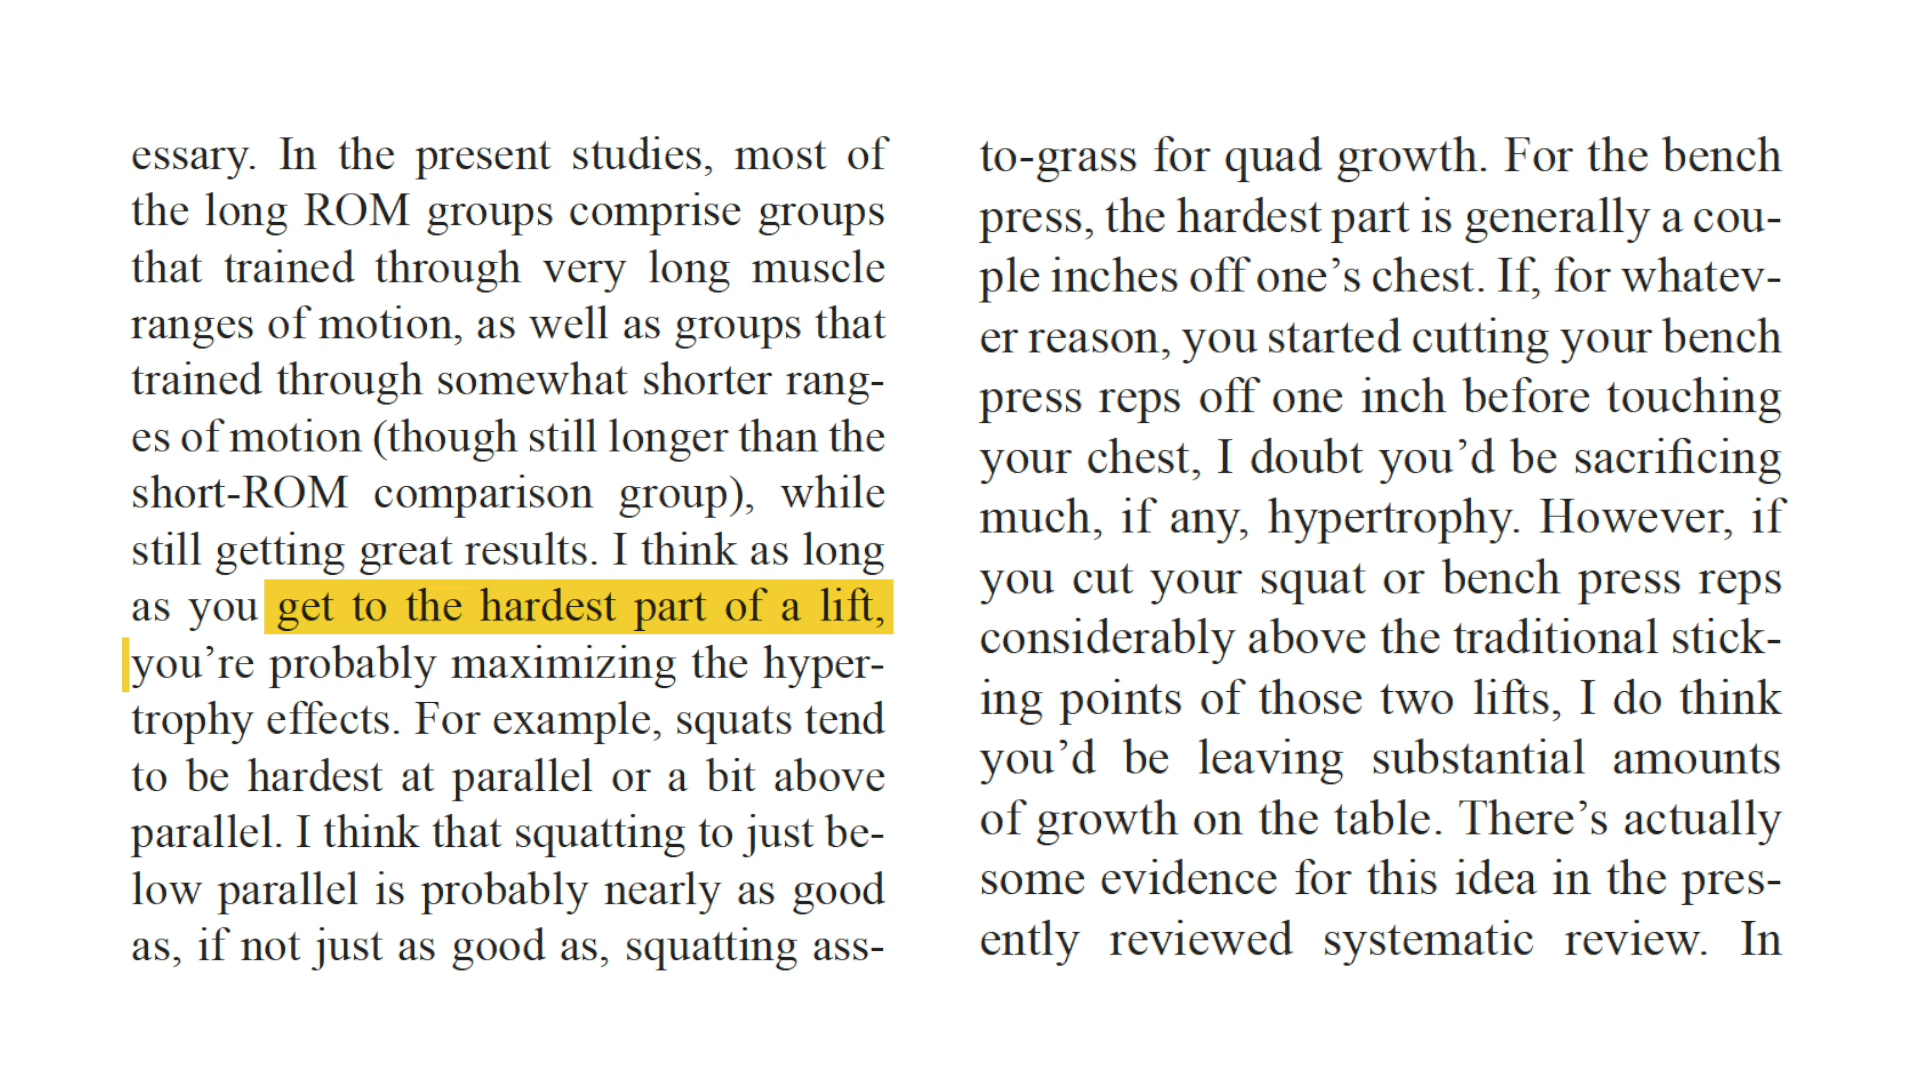 essary. In the present studies, most of
the long ROM groups comprise groups
that trained through very long muscle
ranges of motion, as well as groups that
trained through somewhat shorter rang-
es of motion (though still longer than the
short-ROM comparison group), while
still getting great results. I think as long
as you get to the hardest part of a lift,
you’re probably maximizing the hyper-
trophy effects. For example, squats tend
to be hardest at parallel or a bit above
parallel. I think that squatting to just be-
low parallel is probably nearly as good
as, if not just as good as, squatting ass-
to-grass for quad growth. For the bench
press, the hardest part is generally a cou-
ple inches off one’s chest. If, for whatev-
er reason, you started cutting your bench
press reps off one inch before touching
your chest, I doubt you’d be sacrificing
much, if any, hypertrophy. However, if
you cut your squat or bench press reps
considerably above the traditional stick-
ing points of those two lifts, I do think
you’d be leaving substantial amounts
of growth on the table. There’s actually
some evidence for this idea in the pres-
ently reviewed systematic review. In